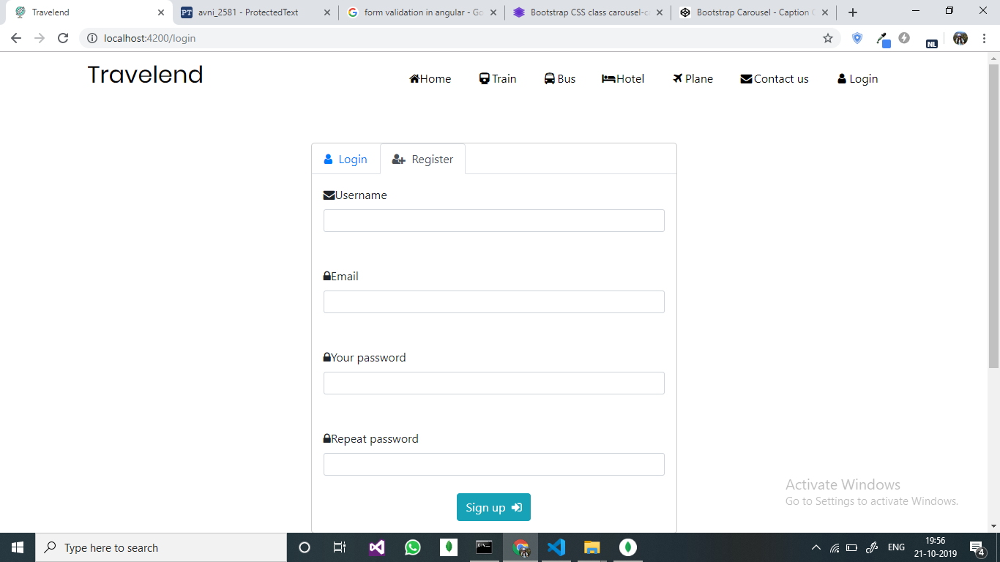 Travelend
avni_2581 - ProtectedText
form validation in angular - Go
Bootstrap CSS class carousel-c
Bootstrap Carousel - Caption
localhost:4200/login
NL
Travelend
Home Train Bus Hotel Plane Contact us Login
Login Register
Username
Email
Your password
Repeat password
Sign up
Activate Windows
Go to Settings to activate Windows.
Type here to search
ENG
19:56
21-10-2019
4